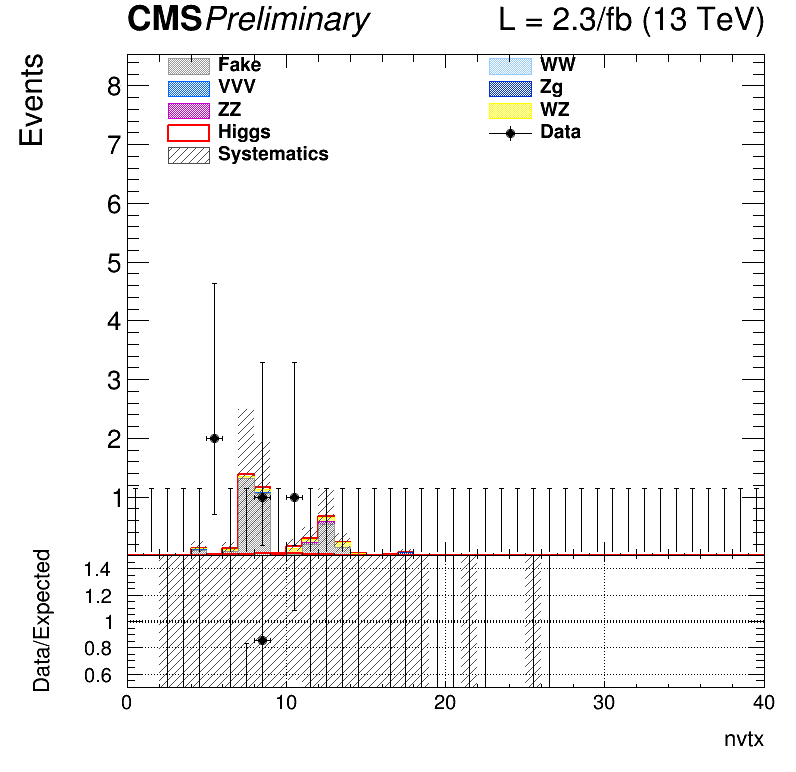 CMS Preliminary L = 2.3/fb (13 TeV)
Events
8
7
6
5
4
3
2
1
Fake WW
VVV Zg
ZZ WZ
Higgs Data
Systematics
Data/Expected
1.4
1.2
1
0.8
0.6
0 10 20 30 40
nvtx